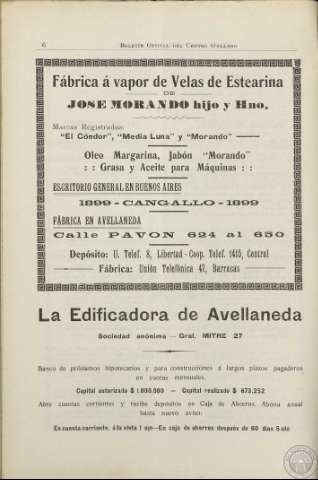 6 BOLETIN OFICIAL DEL CENTRO GALLEGO
Fábrica á vapor de Velas de Estearina
DE
JOSE MORANDO hijo y Hno.
Marcas Registradas:
"El Cóndor", "Media Luna" y "Morando"
Oleo Margarina, Jabón "Morando"
: : Grasa y Aceite para Máquinas : :
ESCRITORIO GENERAL EN BUENOS AIRES
1899 - CANGALLO - 1899
FÁBRICA EN AVELLANEDA
Calle PAVON 624 al 650
Depósito: U. Telef. 8, Libertad - Coop. Telef. 1415, Central
Fábrica: Unión Telefónica 47, Barracas
La Edificadora de Avellaneda
Sociedad anónima — Gral. MITRE 27
Banco de préstamos hipotecarios y para construcciones á largos plazos pagaderos
en cuotas mensuales.
Capital autorizado $ 1.000.000 — Capital realizado $ 673.252
Abre cuentas corrientes y recibe depósitos en Caja de Ahorros. Abona anual
hasta nuevo aviso:
En cuenta corriente, á la vista 1 o/o — En caja de ahorros después de 60 días 5 o/o